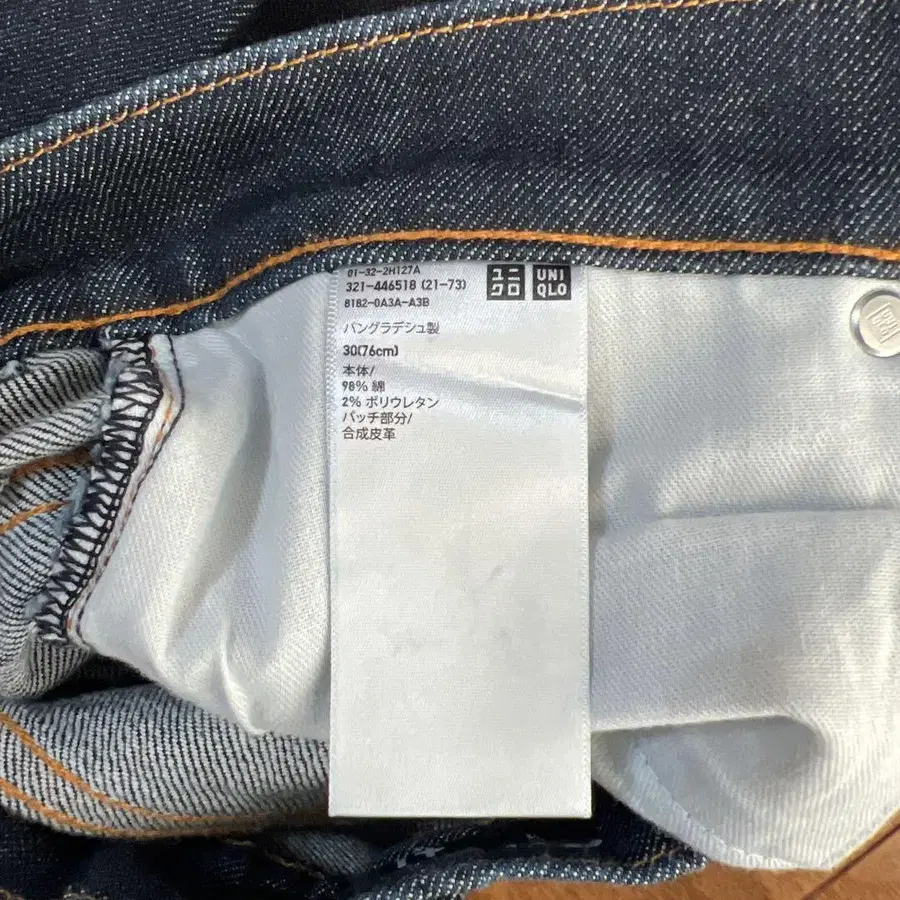 01-32-2H127A
321-446518 (21-73)
8182-0A3A-A3B
ユニ
クロ
UNI
QLO
バングラデシュ製
30(76cm)
本体/
98% 綿
2% ポリウレタン
パッチ部分/
合成皮革